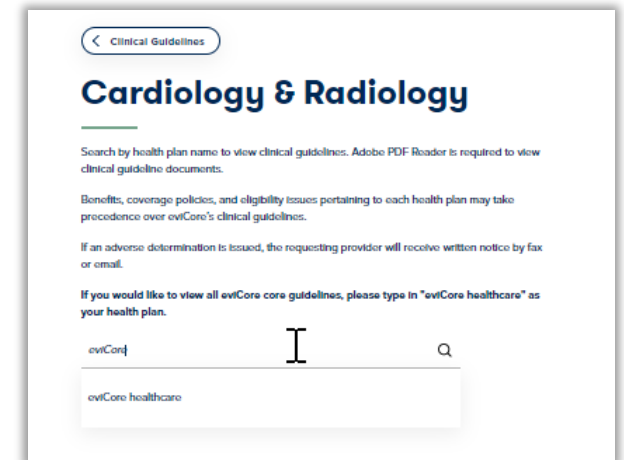 Clinical Guidelines
Cardiology & Radiology
Search by health plan name to view clinical guidelines. Adobe PDF Reader is required to view
clinical guideline documents.
Benefits, coverage policies, and eligibility issues pertaining to each health plan may take
precedence over eviCore's clinical guidelines.
If an adverse determination is issued, the requesting provider will receive written notice by fax
or email.
If you would like to view all eviCore core guidelines, please type in "eviCore healthcare" as
your health plan.
eviCore
eviCore healthcare